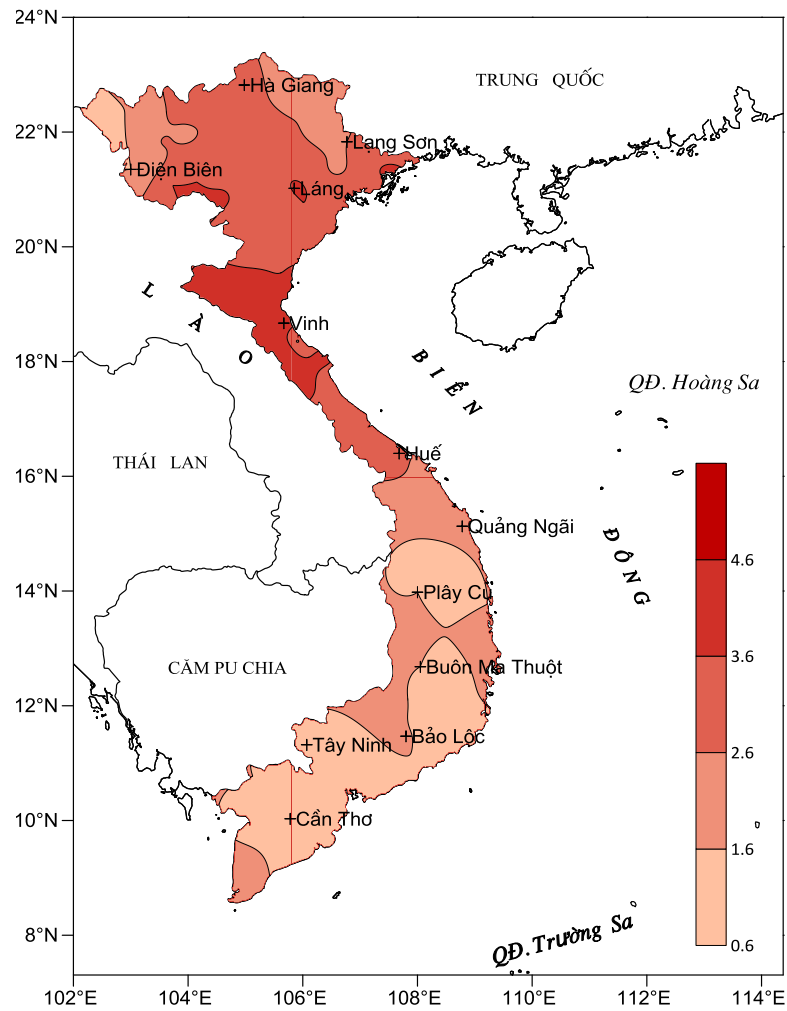 24°N
TRUNG QUỐC
Hà Giang
22°N
Lạng Sơn
Điện Biên
Láng
20°N
LÀO
Vinh
18°N
BIỂN
QĐ. Hoàng Sa
Huế
THÁI LAN
16°N
Quảng Ngãi
ĐÔNG
4.6
14°N
Plây Cu
3.6
CĂM PU CHIA
Buôn Ma Thuột
12°N
Bảo Lộc
Tây Ninh
2.6
10°N
Cần Thơ
1.6
8°N
QĐ. Trường Sa
0.6
102°E 104°E 106°E 108°E 110°E 112°E 114°E